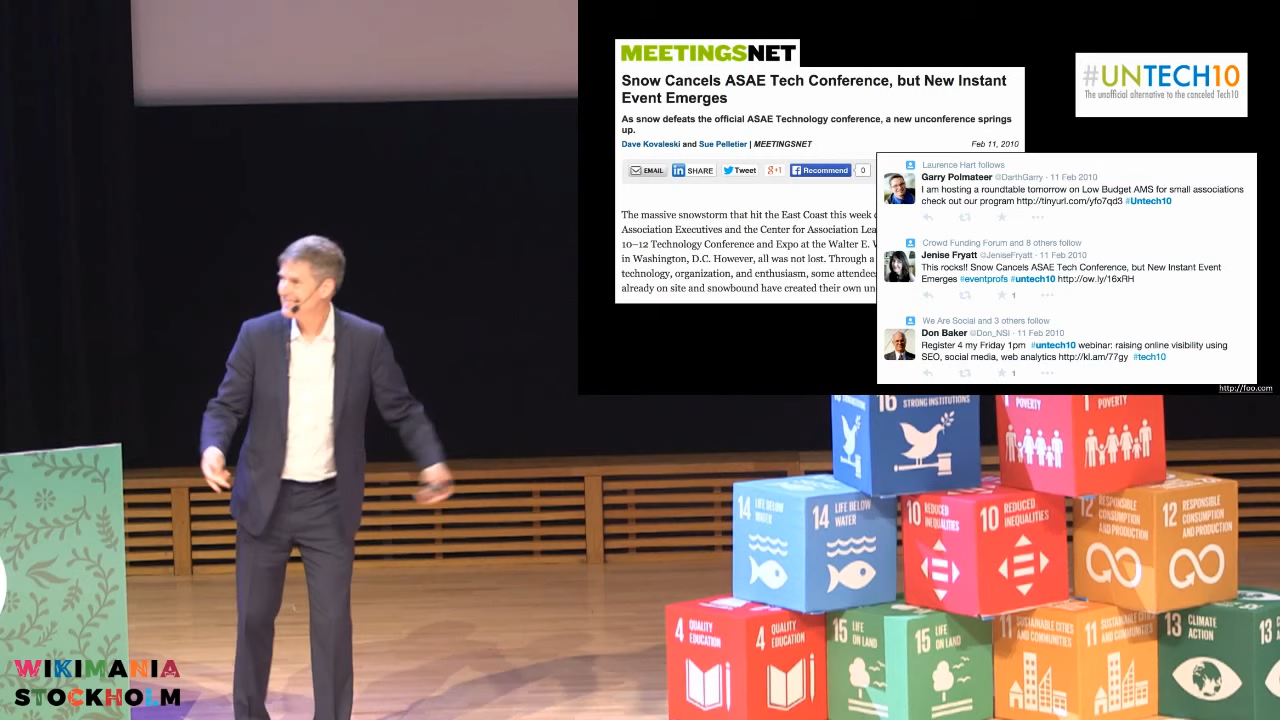 MEETINGSNET
Snow Cancels ASAE Tech Conference, but New Instant
Event Emerges
As snow defeats the official ASAE Technology conference, a new unconference springs
up.
Dave Kovaleski and Sue Pelletier | MEETINGSNET
Feb 11, 2010
EMAIL SHARE Tweet +1 Recommend 0
The massive snowstorm that hit the East Coast this week
Association Executives and the Center for Association
10–12 Technology Conference and Expo at the Walter E.
in Washington, D.C. However, all was not lost. Through a
technology, organization, and enthusiasm, some
already on site and snowbound have created their own
#UNTECH10
The unofficial alternative to the canceled Tech10
Laurence Hart follows
Garry Polmateer @DarthGarry · 11 Feb 2010
I am hosting a roundtable tomorrow on Low Budget AMS for small associations
check out our program http://tinyurl.com/yfo7qd3 #Untech10
Crowd Funding Forum and 8 others follow
Jenise Fryatt @JeniseFryatt · 11 Feb 2010
This rocks!! Snow Cancels ASAE Tech Conference, but New Instant Event
Emerges #eventprofs #untech10 http://ow.ly/16xRH
1
We Are Social and 3 others follow
Don Baker @Don_NSI · 11 Feb 2010
Register 4 my Friday 1pm #untech10 webinar: raising online visibility using
SEO, social media, web analytics http://kl.am/77gy #tech10
1
http://foo.com
16 STRONG INSTITUTIONS
1 POVERTY
14 LIFE BELOW
WATER
14 LIFE BELOW
WATER
10 REDUCED
INEQUALITIES
10 REDUCED
INEQUALITIES
12 RESPONSIBLE
CONSUMPTION
AND PRODUCTION
12 RESPONSIBLE
CONSUMPTION
AND PRODUCTION
4 QUALITY
EDUCATION
4 QUALITY
EDUCATION
15 LIFE
ON LAND
15 LIFE
ON LAND
11 SUSTAINABLE CITIES
AND COMMUNITIES
11 SUSTAINABLE CITIES
AND COMMUNITIES
13 CLIMATE
ACTION
13
WIKIMANIA
STOCKHOLM